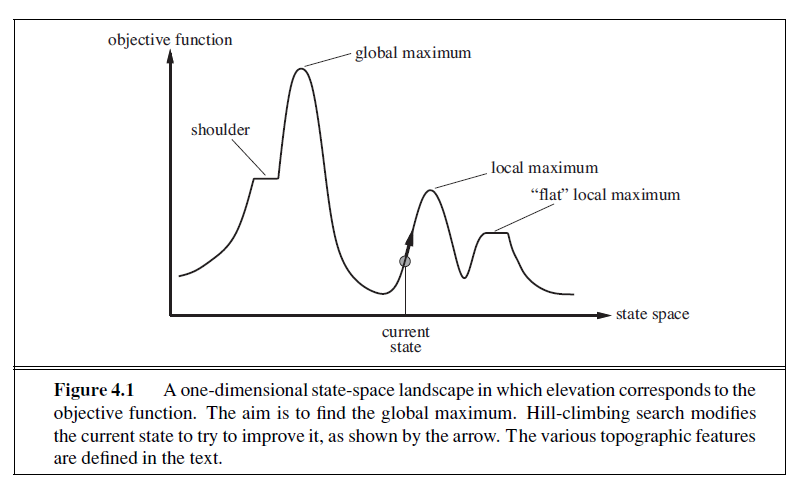 objective function
global maximum
shoulder
local maximum
“flat” local maximum
state space
current
state
Figure 4.1 A one-dimensional state-space landscape in which elevation corresponds to the
objective function. The aim is to find the global maximum. Hill-climbing search modifies
the current state to try to improve it, as shown by the arrow. The various topographic features
are defined in the text.